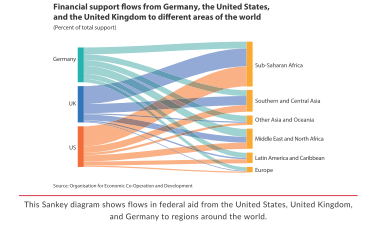 Financial support flows from Germany, the United States,
and the United Kingdom to different areas of the world
(Percent of total support)
Germany
UK
US
Sub-Saharan Africa
Southern and Central Asia
Other Asia and Oceania
Middle East and North Africa
Latin America and Caribbean
Europe
Source: Organisation for Economic Co-Operation and Development
This Sankey diagram shows flows in federal aid from the United States, United Kingdom,
and Germany to regions around the world.